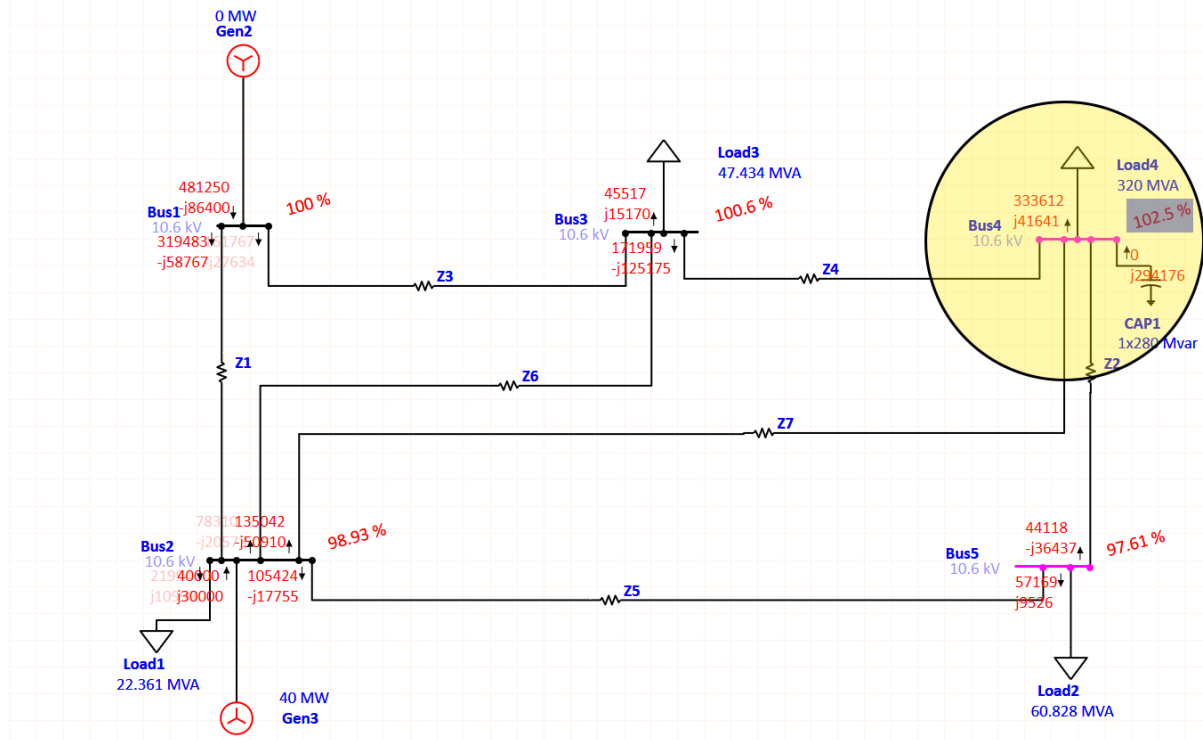 0 MW
Gen2
481250
-j86400
Bus1
10.6 kV
100 %
319483
-j58767
j27634
Load3
47.434 MVA
45517
j15170
Bus3
10.6 kV
100.6 %
171959
-j125175
Load4
320 MVA
333612
j41641
102.5 %
Bus4
10.6 kV
0
j294176
CAP1
1x280 Mvar
Z3
Z4
Z1
Z2
Z6
Z7
135042
-j50910
98.93 %
Bus2
10.6 kV
40000
j30000
105424
-j17755
44118
-j36437
97.61 %
Bus5
10.6 kV
57169
j9526
Z5
Load1
22.361 MVA
40 MW
Gen3
Load2
60.828 MVA